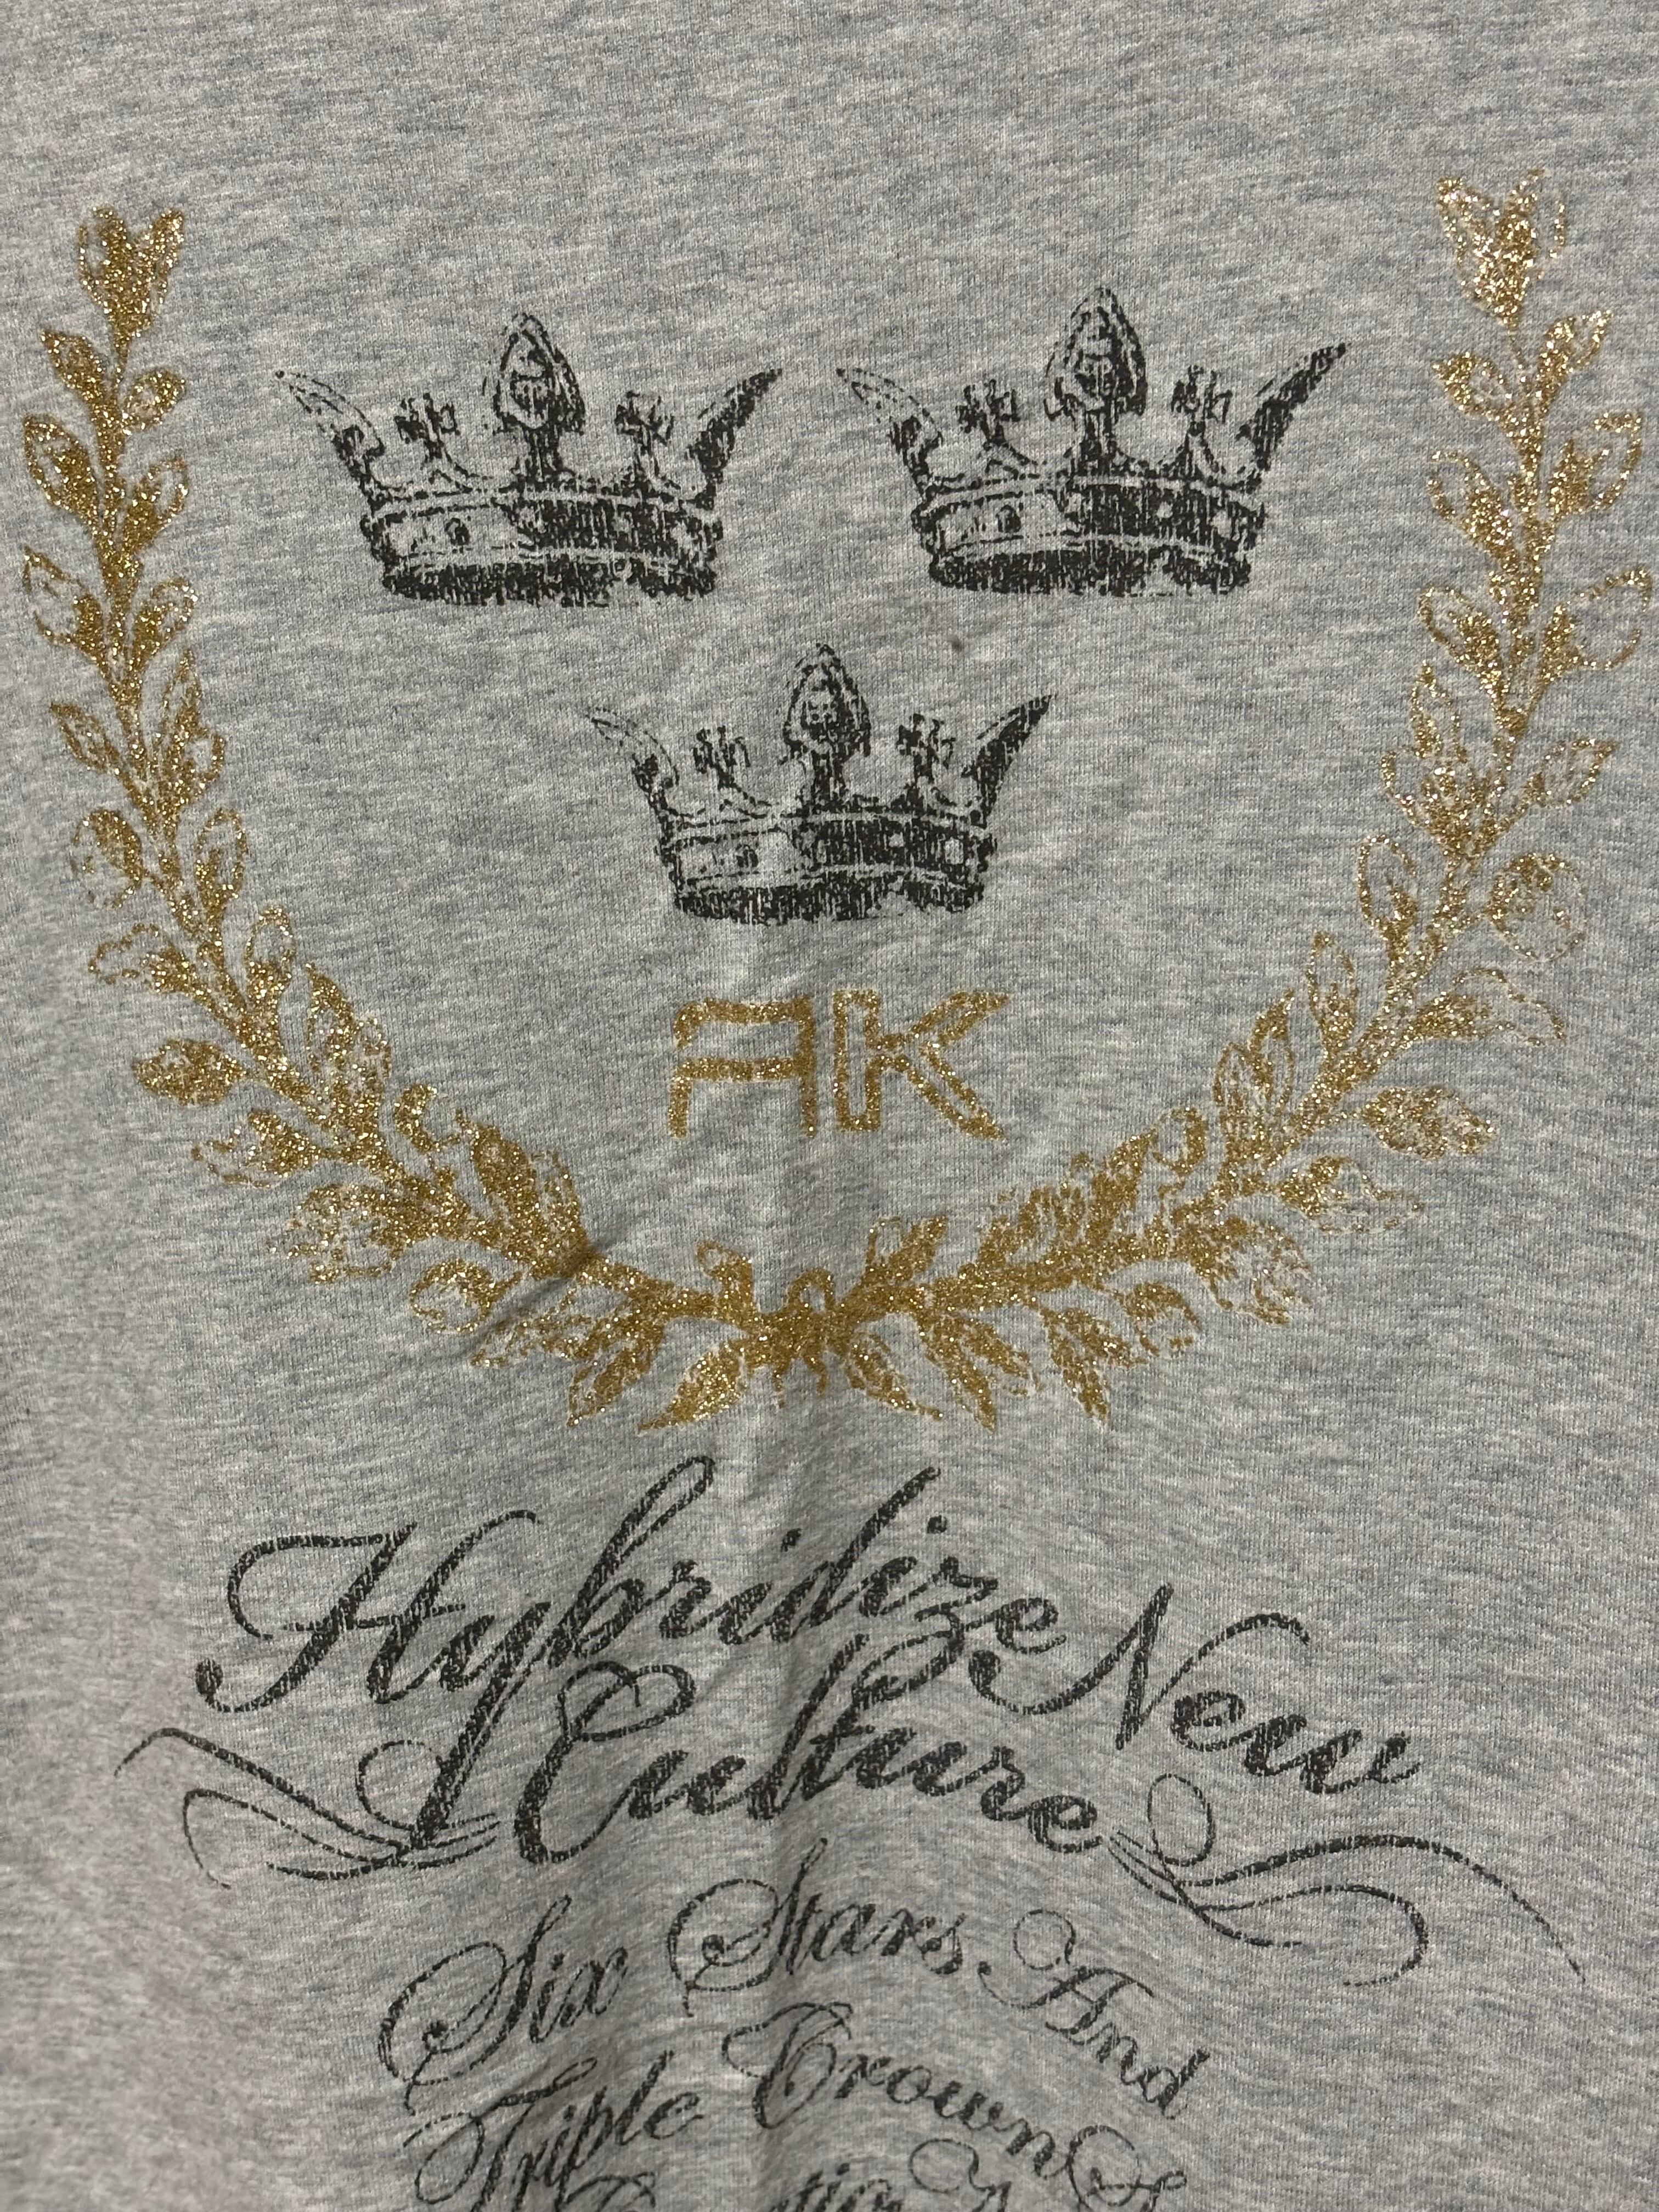 AK
Hybridize New
Culture
Six Stars And
Triple Crown